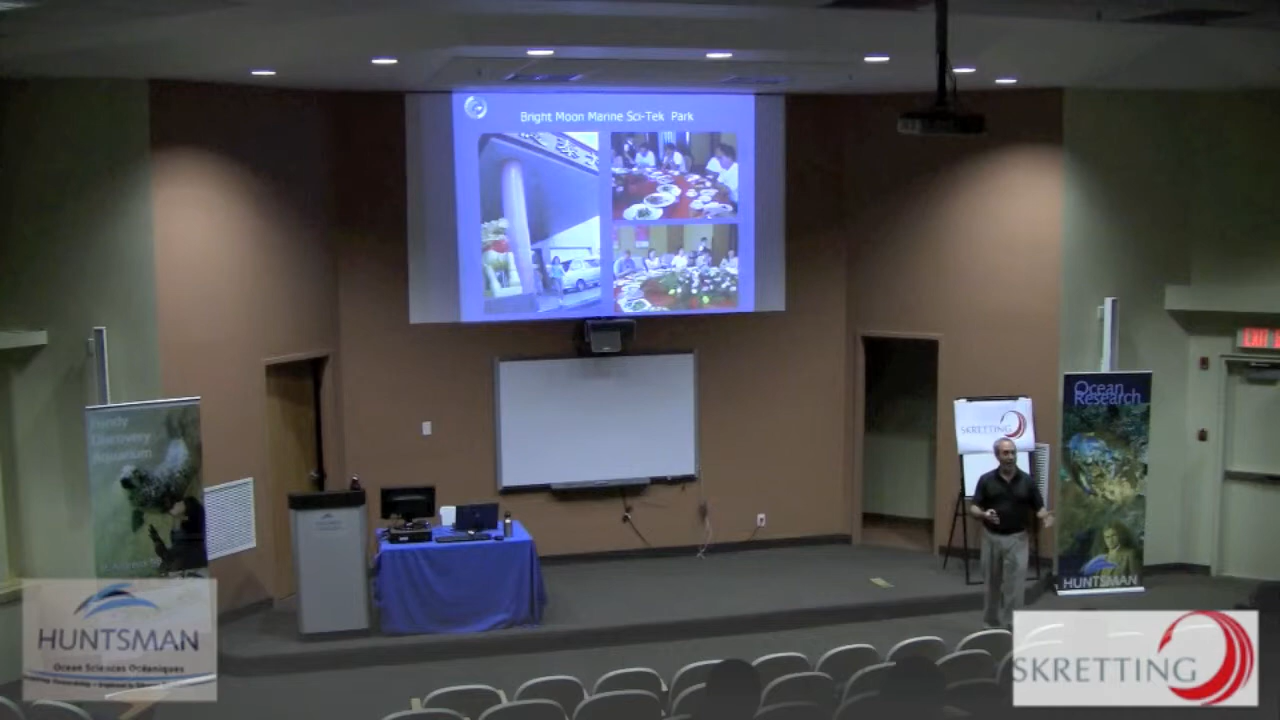 Bright Moon Marine Sci-Tek Park
Fundy
Discovery
Aquarium
SKRETTING
Ocean
Research
HUNTSMAN
EXIT
HUNTSMAN
Ocean Sciences Océaniques
SKRETTING